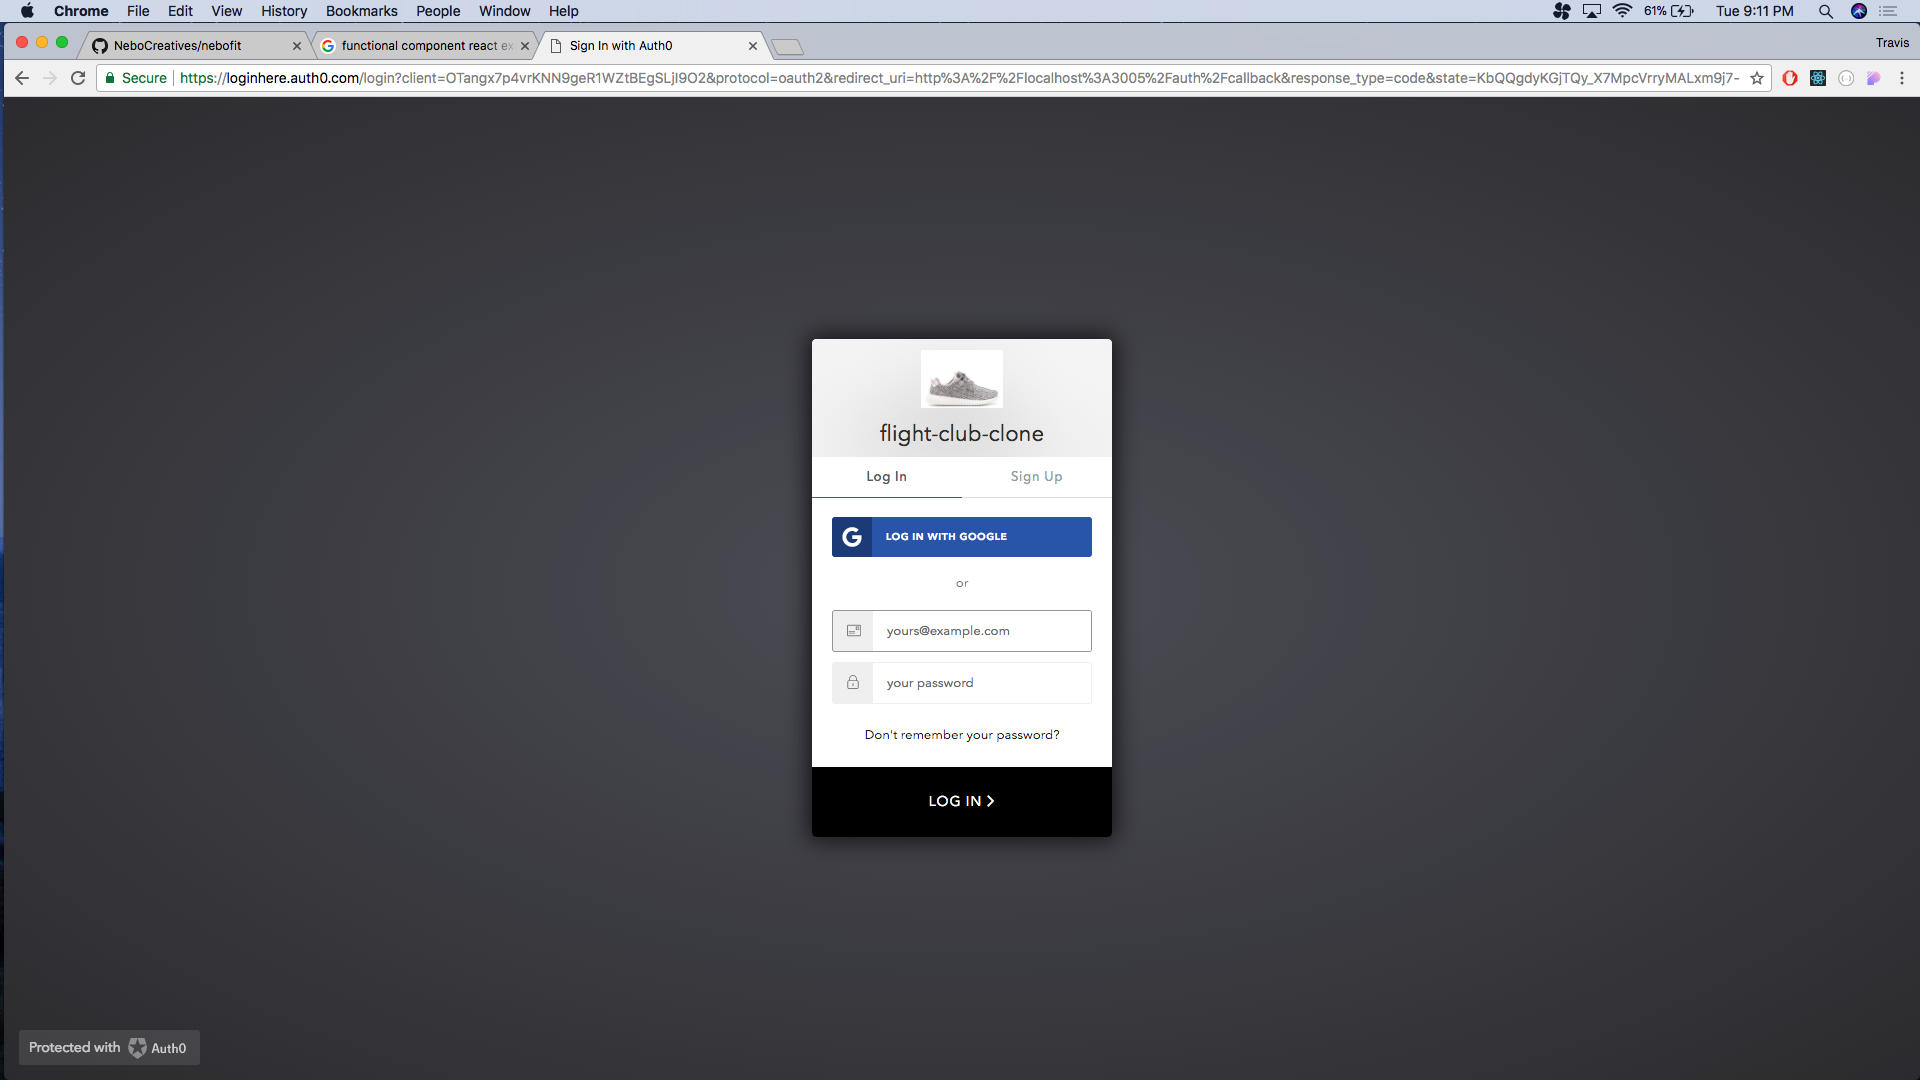 Chrome File Edit View History Bookmarks People Window Help 61% Tue 9:11 PM
NeboCreatives/nebofit functional component react ex Sign In with Auth0 Travis
Secure https://loginhere.auth0.com/login?client=OTangx7p4vrKNN9geR1WZtBEgSLjI9O2&protocol=oauth2&redirect_uri=http%3A%2F%2Flocalhost%3A3005%2Fauth%2Fcallback&response_type=code&state=KbQQgdyKGjTQy_X7MpcVrryMALxm9j7-
flight-club-clone
Log In Sign Up
G LOG IN WITH GOOGLE
or
yours@example.com
your password
Don't remember your password?
LOG IN
Protected with Auth0